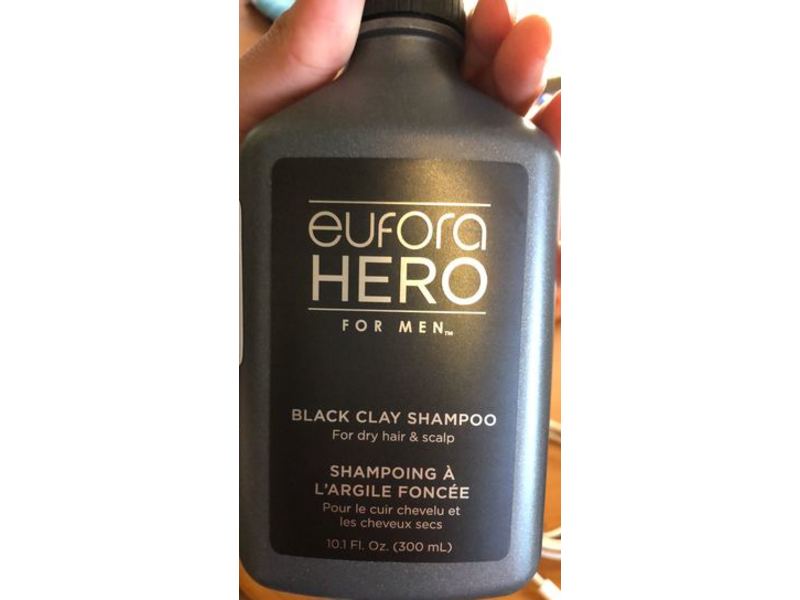 eufora
HERO
FOR MEN™
BLACK CLAY SHAMPOO
For dry hair & scalp
SHAMPOING À
L'ARGILE FONCÉE
Pour le cuir chevelu et
les cheveux secs
10.1 Fl. Oz. (300 mL)